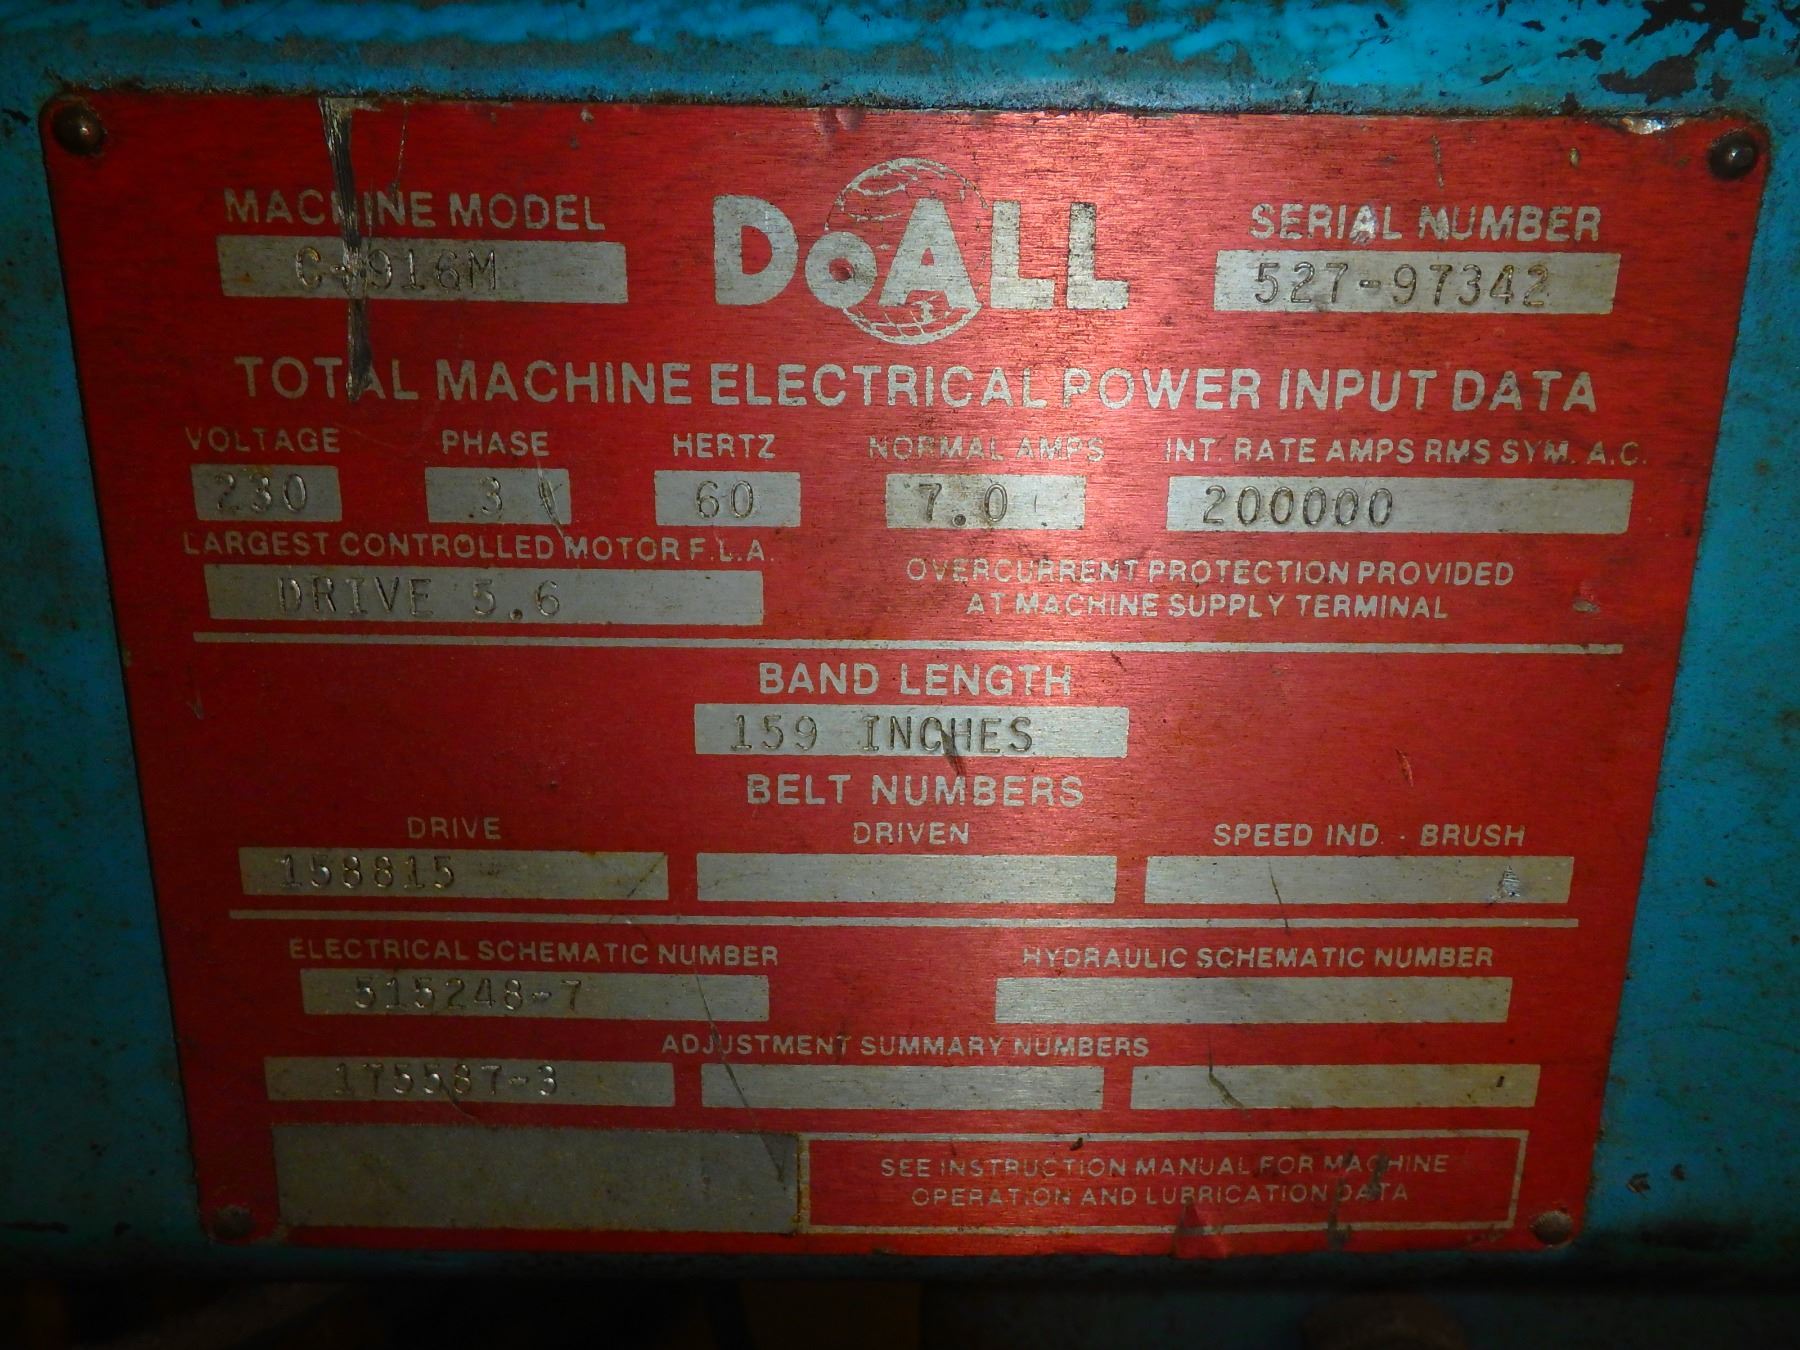 MACHINE MODEL
C-916M
DoALL
SERIAL NUMBER
527-97342
TOTAL MACHINE ELECTRICAL POWER INPUT DATA
VOLTAGE PHASE HERTZ NORMAL AMPS INT. RATE AMPS RMS SYM. A.C.
230 3 60 7.0 200000
LARGEST CONTROLLED MOTOR F.L.A.
DRIVE 5.6
OVERCURRENT PROTECTION PROVIDED
AT MACHINE SUPPLY TERMINAL
BAND LENGTH
159 INCHES
BELT NUMBERS
DRIVE DRIVEN SPEED IND. - BRUSH
158815
ELECTRICAL SCHEMATIC NUMBER HYDRAULIC SCHEMATIC NUMBER
515248-7
ADJUSTMENT SUMMARY NUMBERS
175587-3
SEE INSTRUCTION MANUAL FOR MACHINE
OPERATION AND LUBRICATION DATA